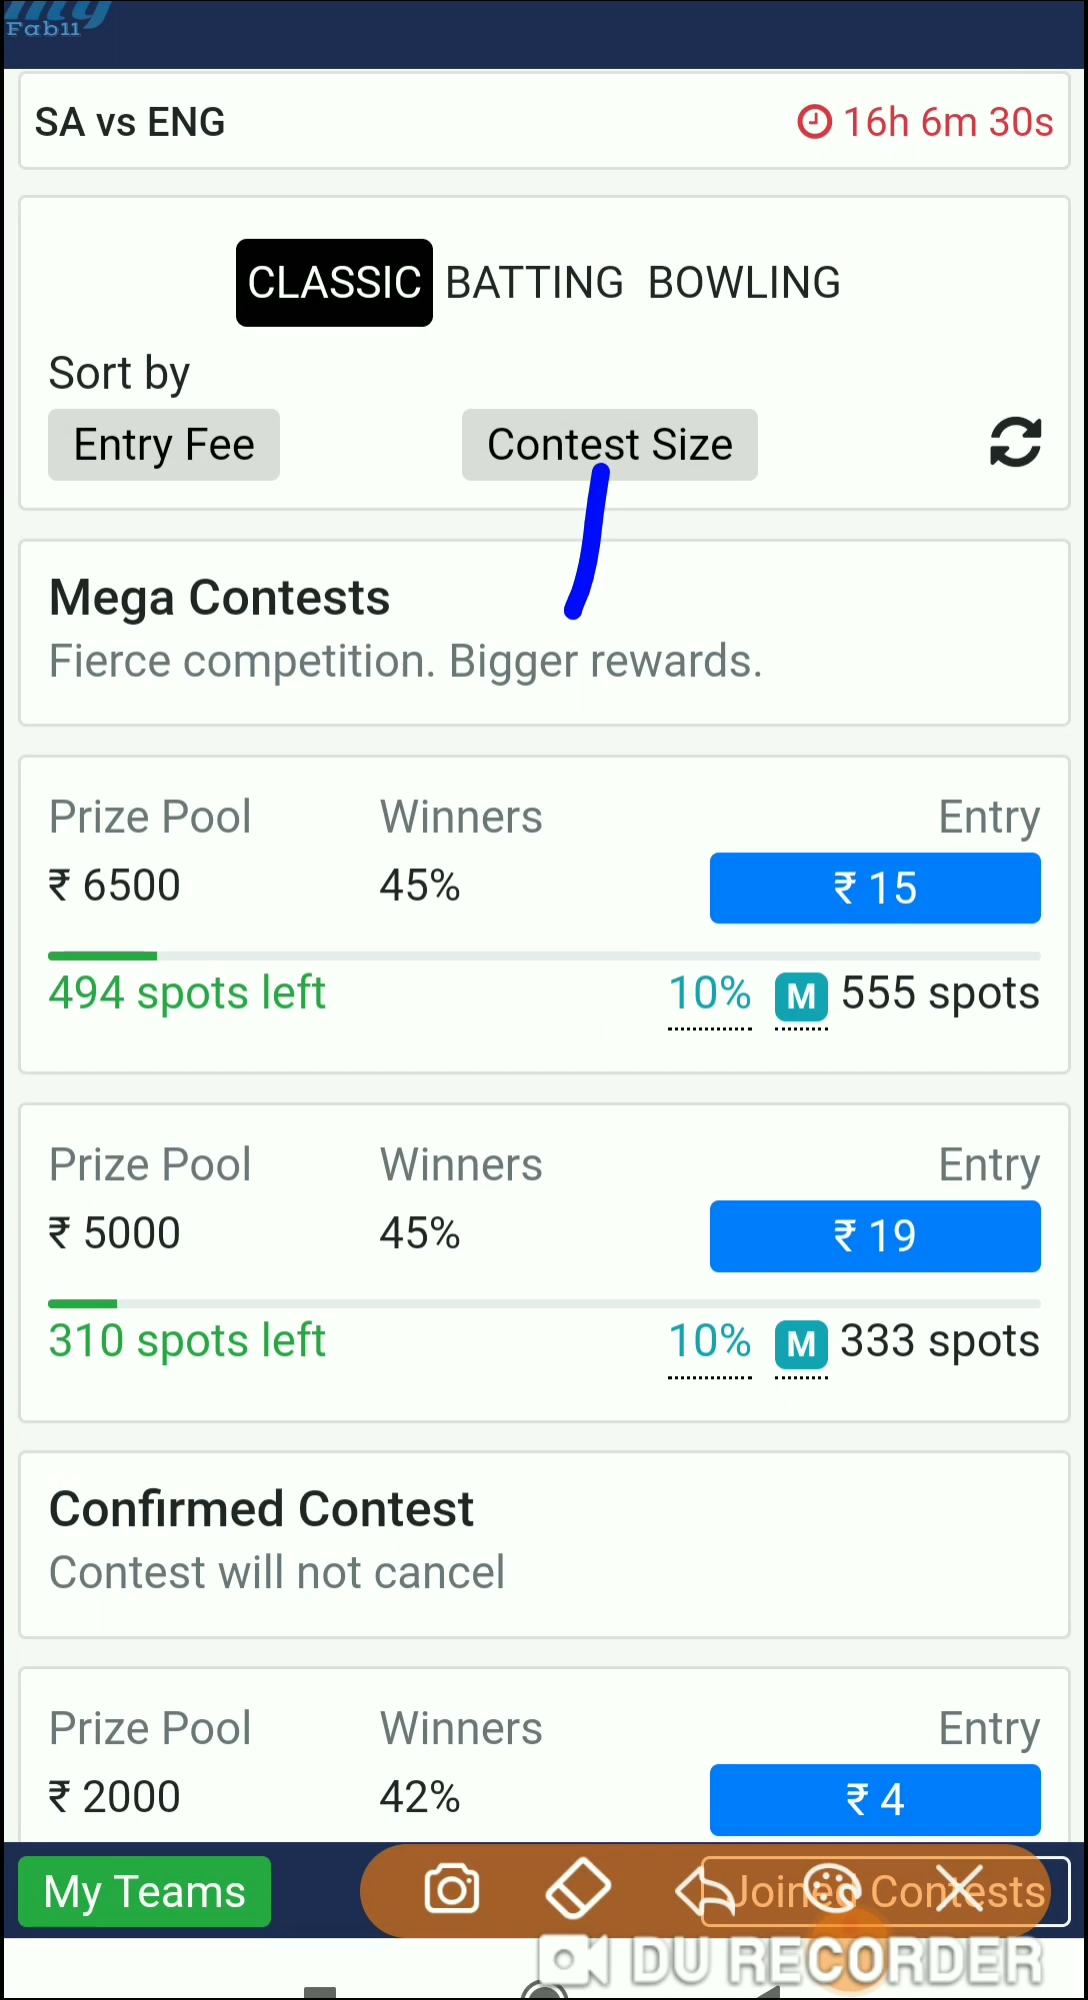 my
Fab11
SA vs ENG 16h 6m 30s
CLASSIC BATTING BOWLING
Sort by
Entry Fee Contest Size
Mega Contests
Fierce competition. Bigger rewards.
Prize Pool Winners Entry
₹ 6500 45% ₹ 15
494 spots left 10% M 555 spots
Prize Pool Winners Entry
₹ 5000 45% ₹ 19
310 spots left 10% M 333 spots
Confirmed Contest
Contest will not cancel
Prize Pool Winners Entry
₹ 2000 42% ₹ 4
My Teams Joined Contests
DU RECORDER